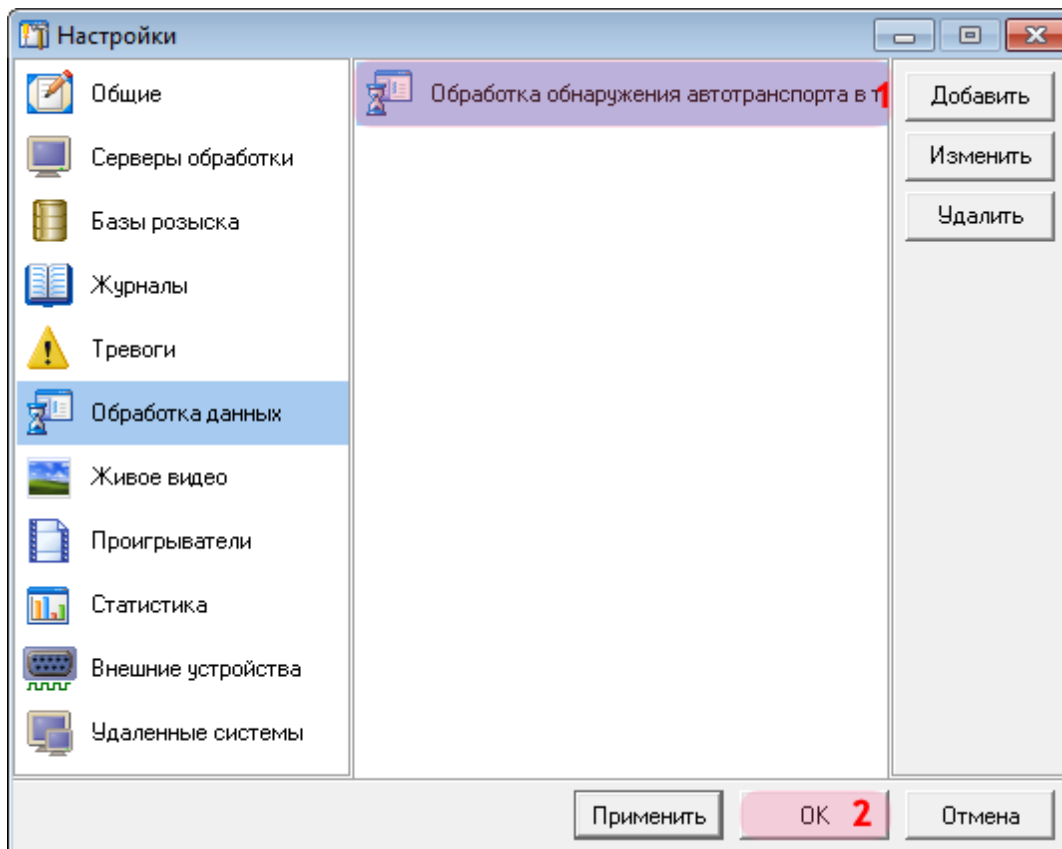 Настройки
Общие
Серверы обработки
Базы розыска
Журналы
Тревоги
Обработка данных
Живое видео
Проигрыватели
Статистика
Внешние устройства
Удаленные системы
Обработка обнаружения автотранспорта в т 1
Добавить
Изменить
Удалить
Применить
OK 2
Отмена